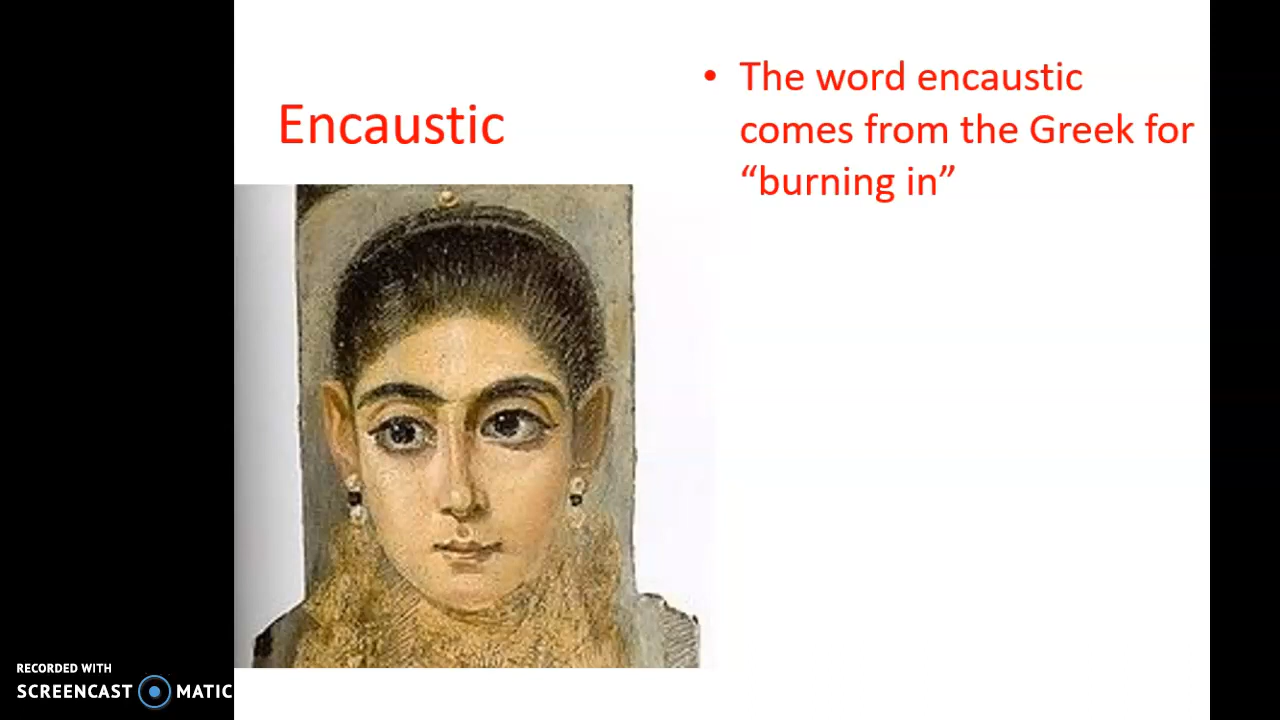 Encaustic
• The word encaustic
comes from the Greek for
“burning in”
RECORDED WITH
SCREENCAST MATIC